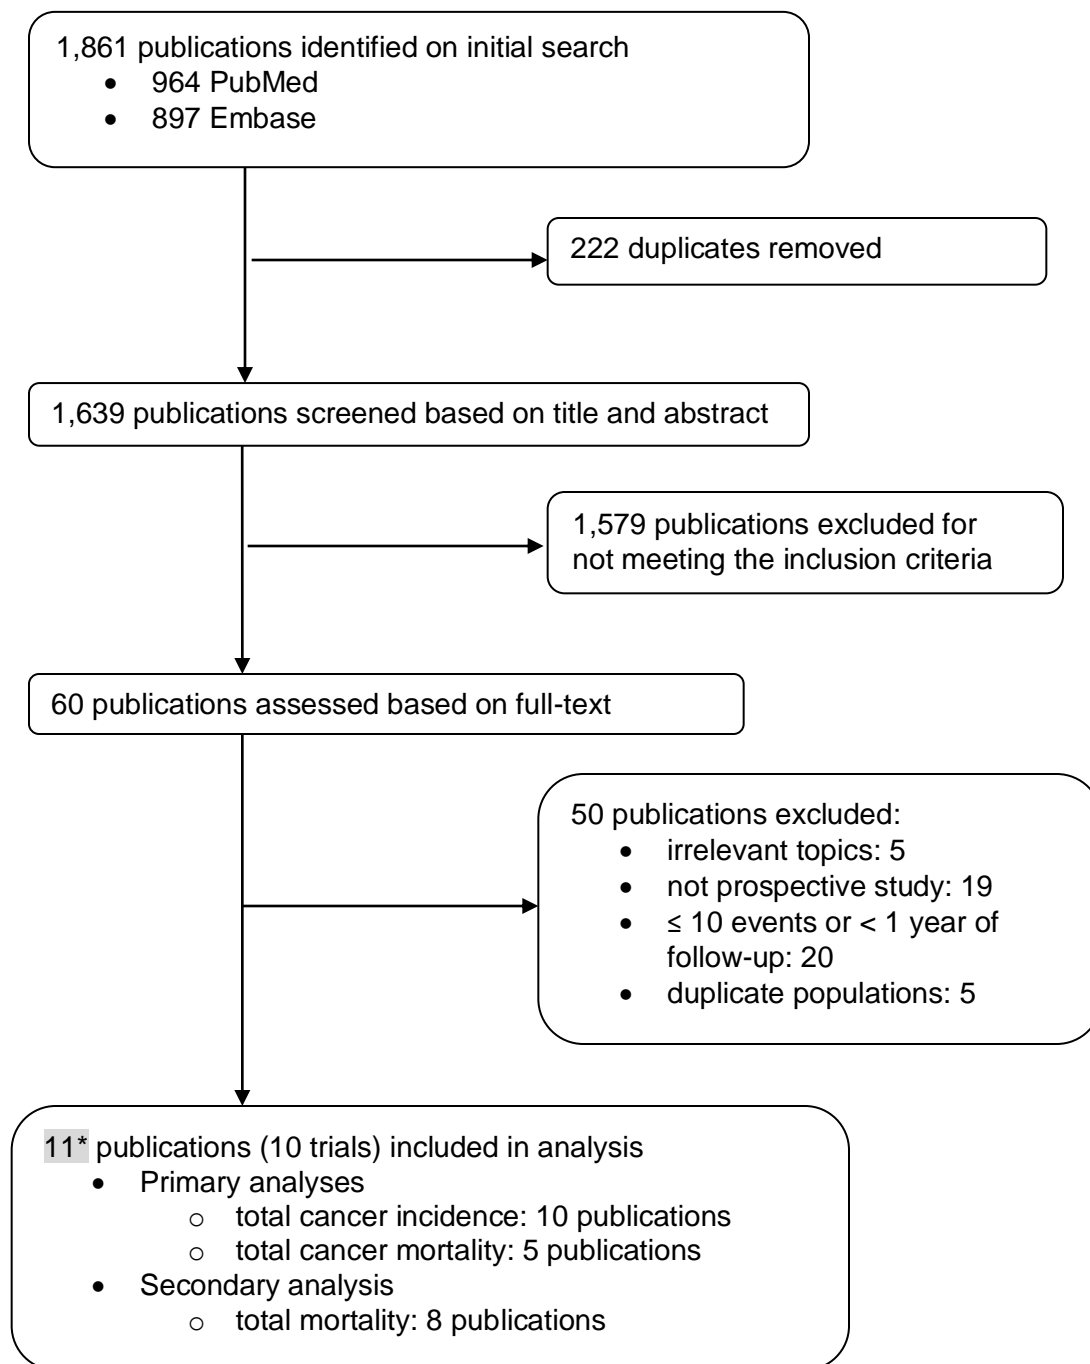 1,861 publications identified on initial search
• 964 PubMed
• 897 Embase
222 duplicates removed
1,639 publications screened based on title and abstract
1,579 publications excluded for
not meeting the inclusion criteria
60 publications assessed based on full-text
50 publications excluded:
• irrelevant topics: 5
• not prospective study: 19
• ≤ 10 events or < 1 year of
follow-up: 20
• duplicate populations: 5
11* publications (10 trials) included in analysis
• Primary analyses
o total cancer incidence: 10 publications
o total cancer mortality: 5 publications
• Secondary analysis
o total mortality: 8 publications